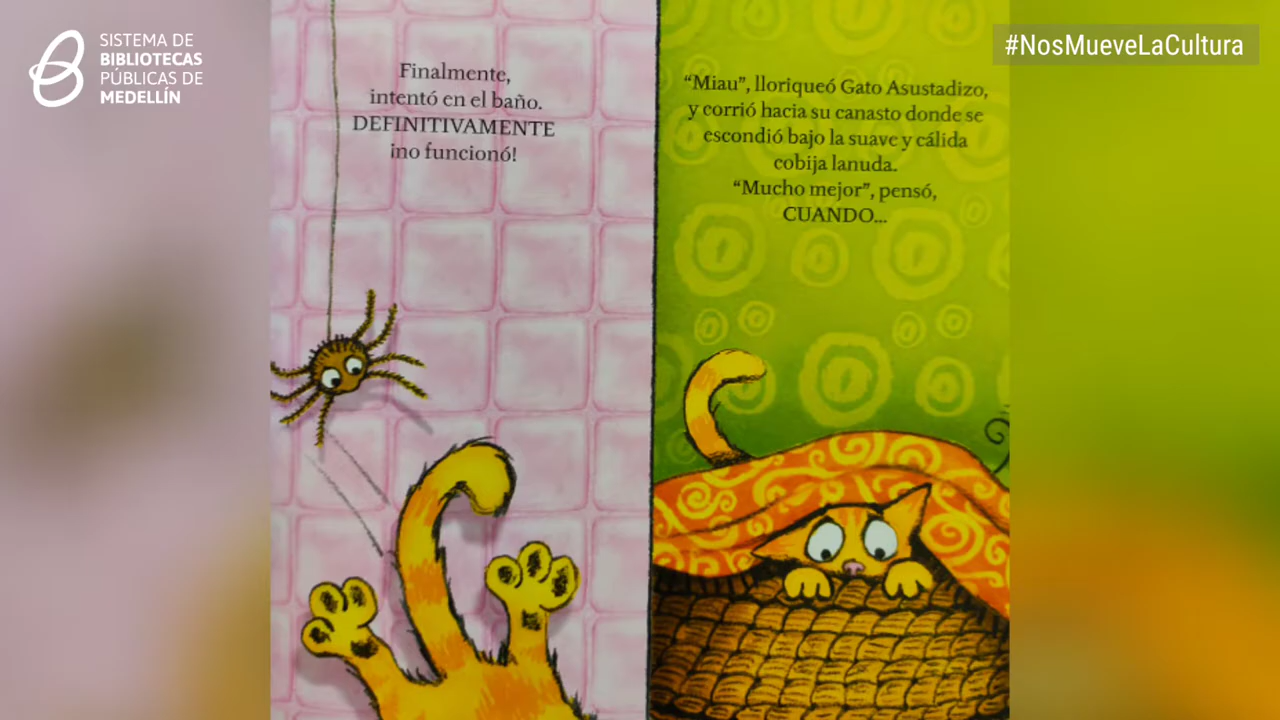 SISTEMA DE
BIBLIOTECAS
PÚBLICAS DE
MEDELLÍN
#NosMueveLaCultura
Finalmente,
intentó en el baño.
DEFINITIVAMENTE
¡no funcionó!
“Miau”, lloriqueó Gato Asustadizo,
y corrió hacia su canasto donde se
escondió bajo la suave y cálida
cobija lanuda.
“Mucho mejor”, pensó,
CUANDO...